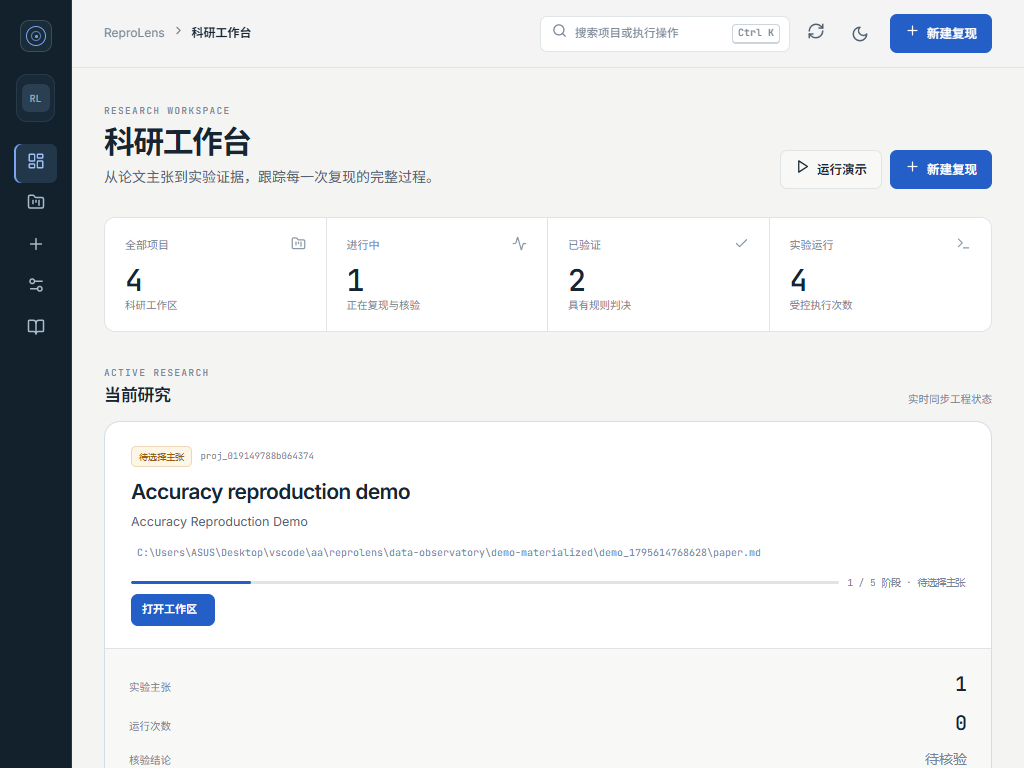 ReproLens
科研工作台
搜索项目或执行操作
Ctrl K
新建复现
RL
RESEARCH WORKSPACE
科研工作台
从论文主张到实验证据，跟踪每一次复现的完整过程。
运行演示
新建复现
全部项目
4
科研工作区
进行中
1
正在复现与核验
已验证
2
具有规则判决
实验运行
4
受控执行次数
ACTIVE RESEARCH
当前研究
实时同步工程状态
待选择主张
proj_019149788b064374
Accuracy reproduction demo
Accuracy Reproduction Demo
C:\Users\ASUS\Desktop\vscode\aa\reprolens\data-observatory\demo-materialized\demo_1795614768628\paper.md
1 / 5 阶段 · 待选择主张
打开工作区
实验主张
1
运行次数
0
核验结论
待核验